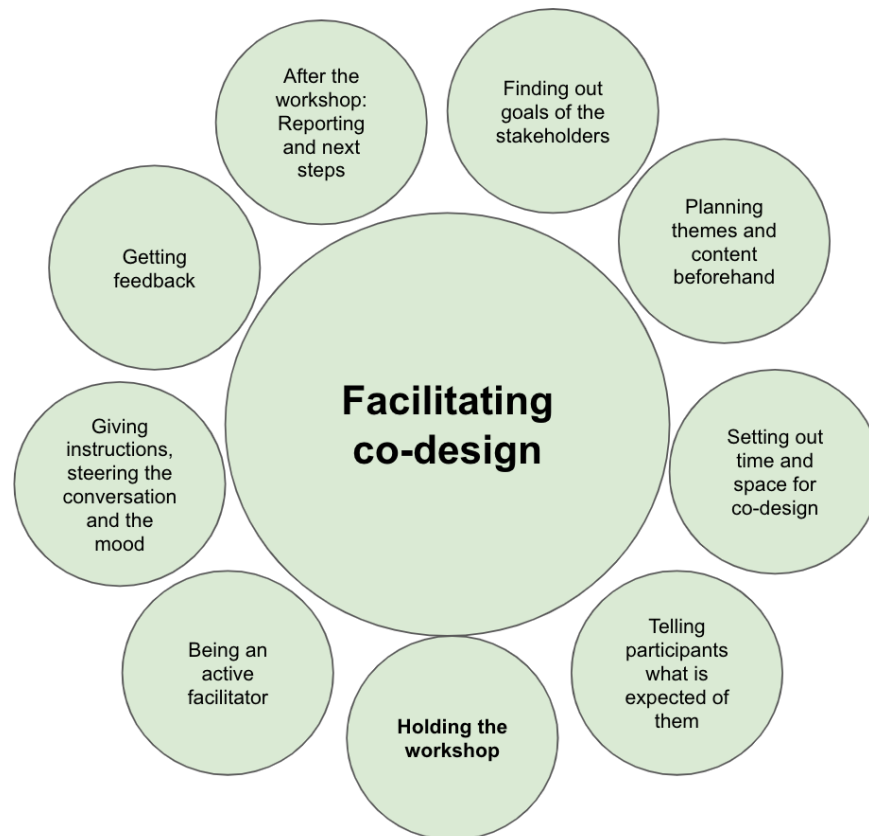 Facilitating
co-design
Finding out
goals of the
stakeholders
Planning
themes and
content
beforehand
Setting out
time and
space for
co-design
Telling
participants
what is
expected of
them
Holding the
workshop
Being an
active
facilitator
Giving
instructions,
steering the
conversation
and the
mood
Getting
feedback
After the
workshop:
Reporting
and next
steps